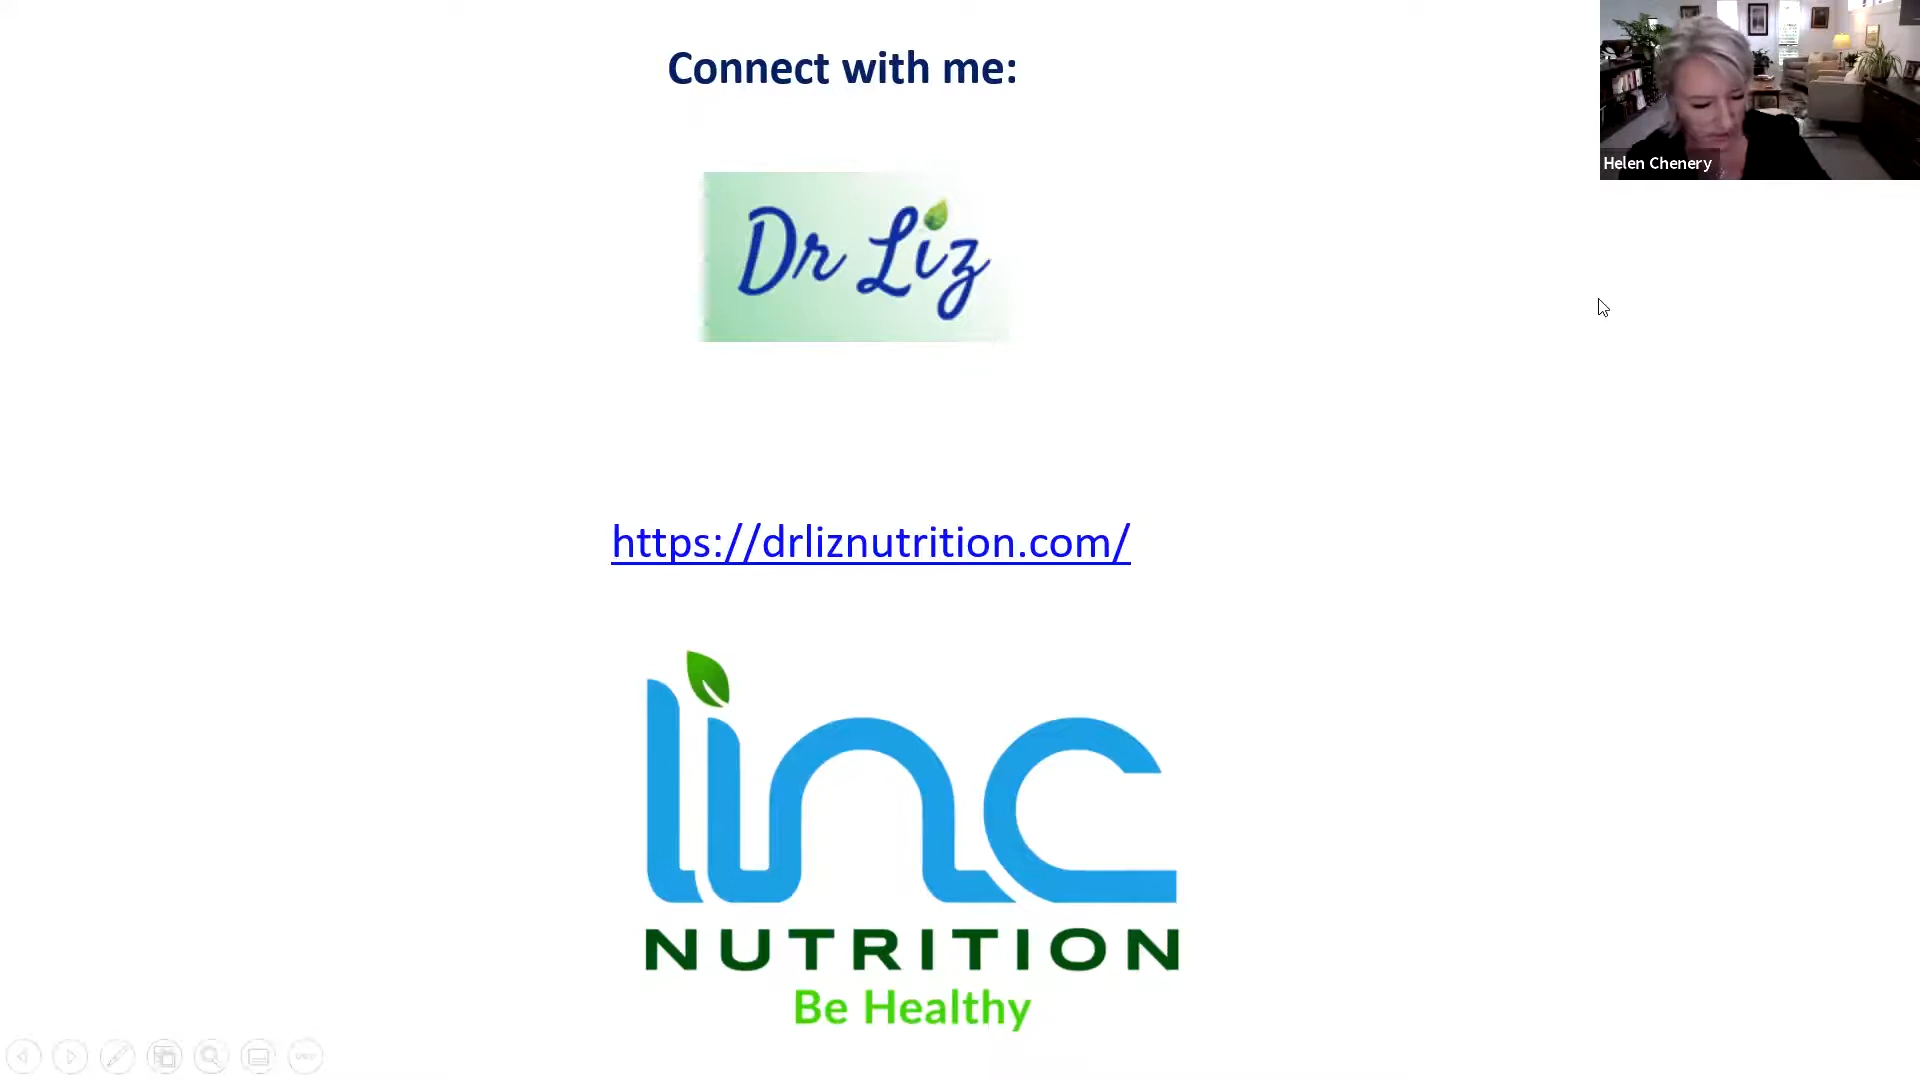 Connect with me:
Helen Chenery
Dr Liz
https://drliznutrition.com/
linc
NUTRITION
Be Healthy